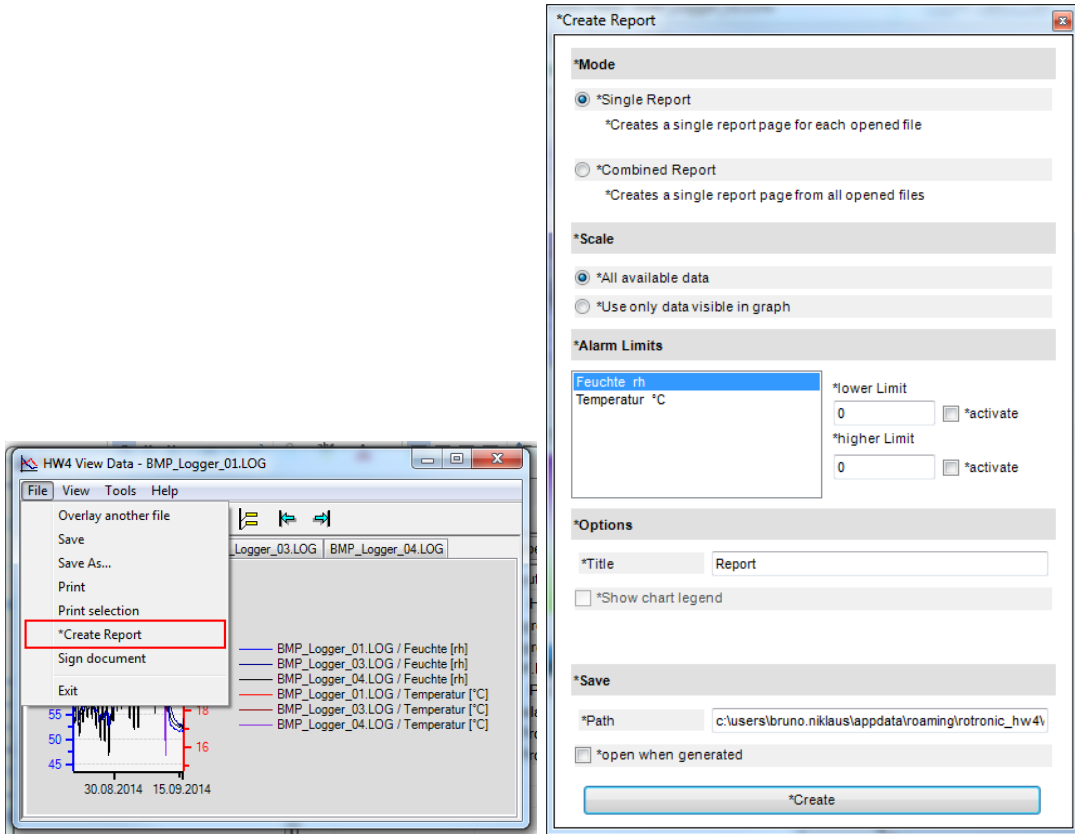 HW4 View Data - BMP_Logger_01.LOG
File View Tools Help
Overlay another file
Save
Save As...
Print
Print selection
*Create Report
Sign document
Exit
_Logger_03.LOG BMP_Logger_04.LOG
BMP_Logger_01.LOG / Feuchte [rh]
BMP_Logger_03.LOG / Feuchte [rh]
BMP_Logger_04.LOG / Feuchte [rh]
BMP_Logger_01.LOG / Temperatur [°C]
BMP_Logger_03.LOG / Temperatur [°C]
BMP_Logger_04.LOG / Temperatur [°C]
55 18
50 16
45
30.08.2014 15.09.2014
*Create Report
*Mode
*Single Report
*Creates a single report page for each opened file
*Combined Report
*Creates a single report page from all opened files
*Scale
*All available data
*Use only data visible in graph
*Alarm Limits
Feuchte rh
Temperatur °C
*lower Limit
0 *activate
*higher Limit
0 *activate
*Options
*Title Report
*Show chart legend
*Save
*Path c:\users\bruno.niklaus\appdata\roaming\rotronic_hw4\
*open when generated
*Create